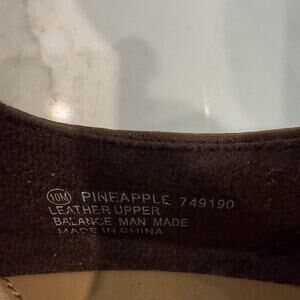 10M PINEAPPLE 749190
LEATHER UPPER
BALANCE MAN MADE
MADE IN CHINA